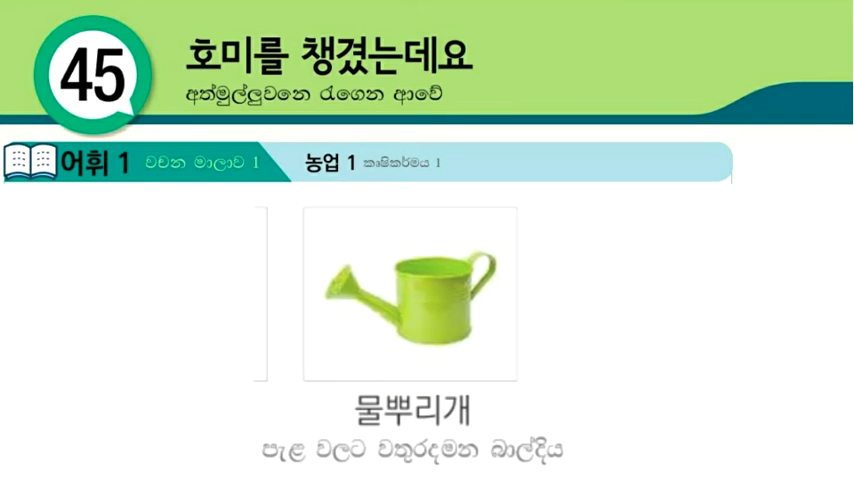 45
호미를 챙겼는데요
අත්මුල්ලුවනෙ රැගෙන ආවේ
어휘 1 වචන මාලාව 1 농업 1 කෘෂිකර්මය 1
물뿌리개
පැළ වලට වතුරදමන බාල්දිය